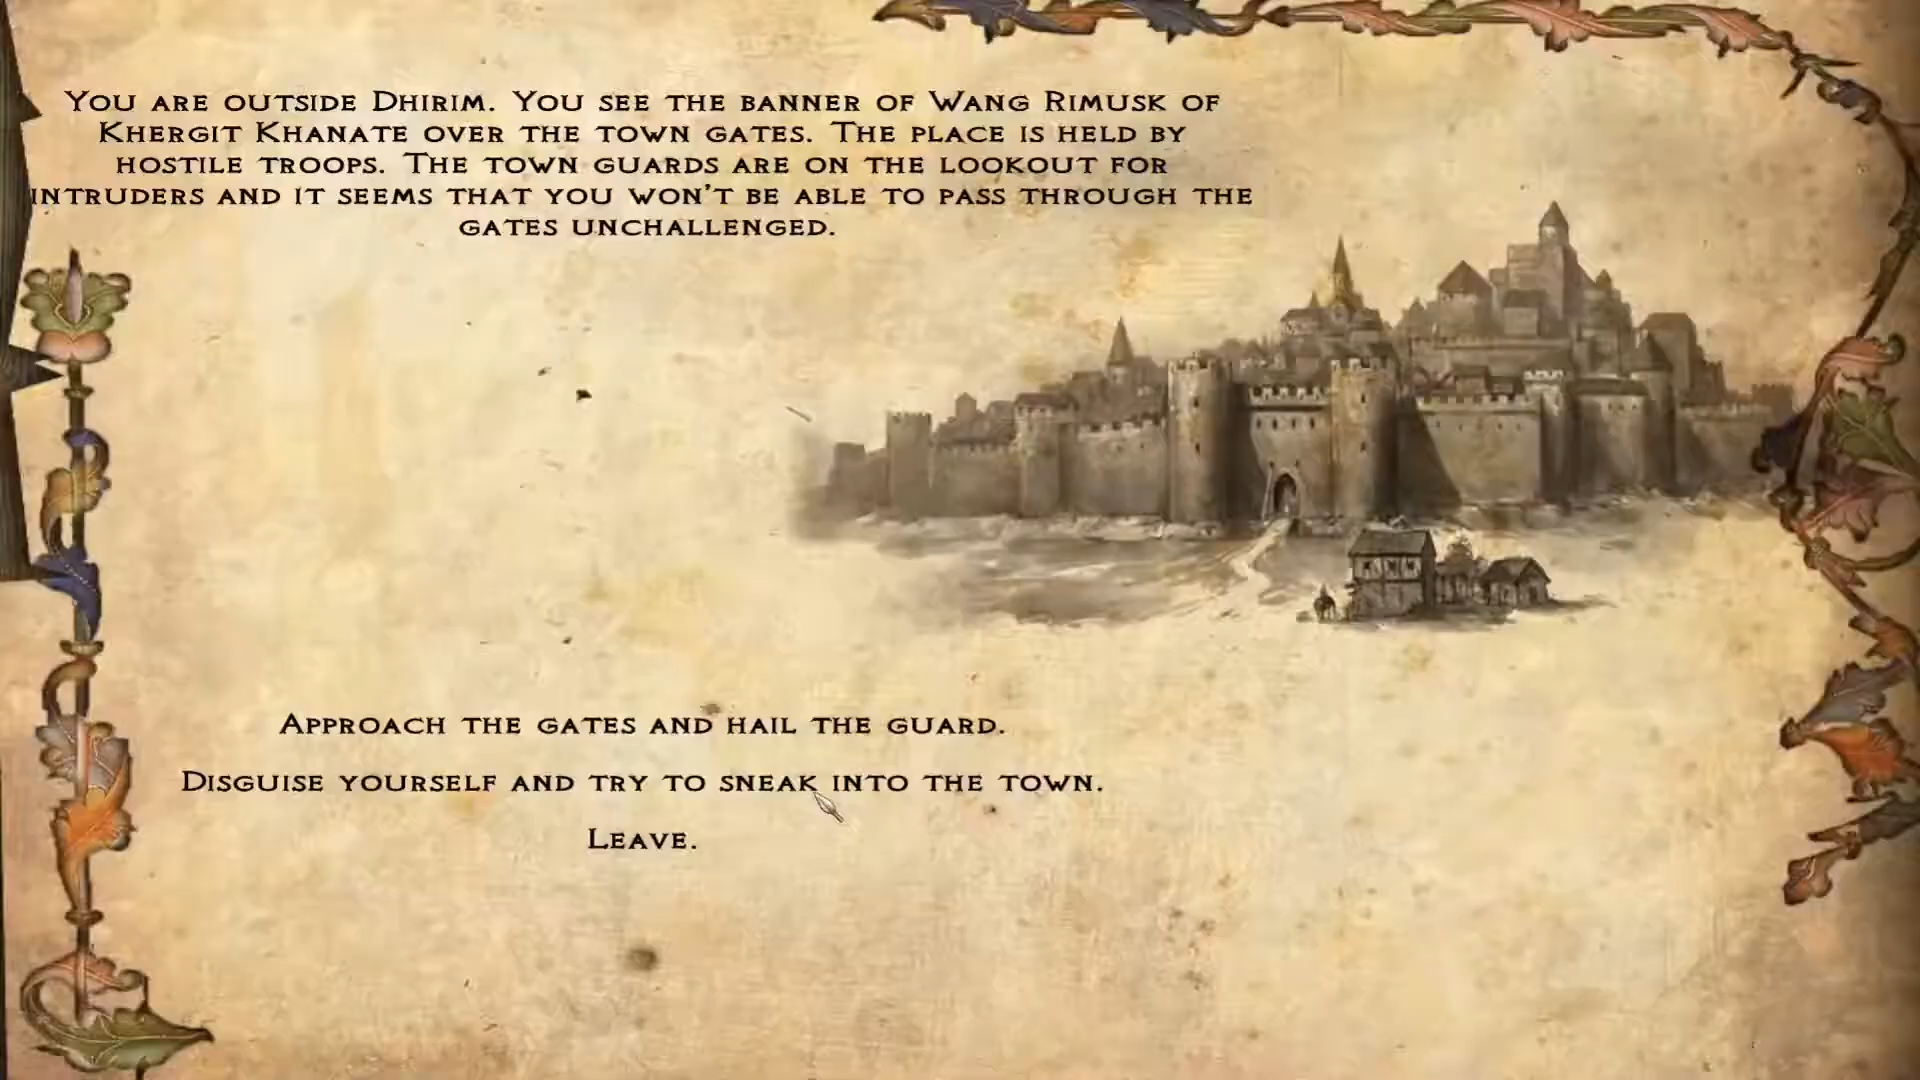 You are outside Dhirim. You see the banner of Wang Rimusk of
Khergit Khanate over the town gates. The place is held by
hostile troops. The town guards are on the lookout for
intruders and it seems that you won't be able to pass through the
gates unchallenged.
Approach the gates and hail the guard.
Disguise yourself and try to sneak into the town.
Leave.